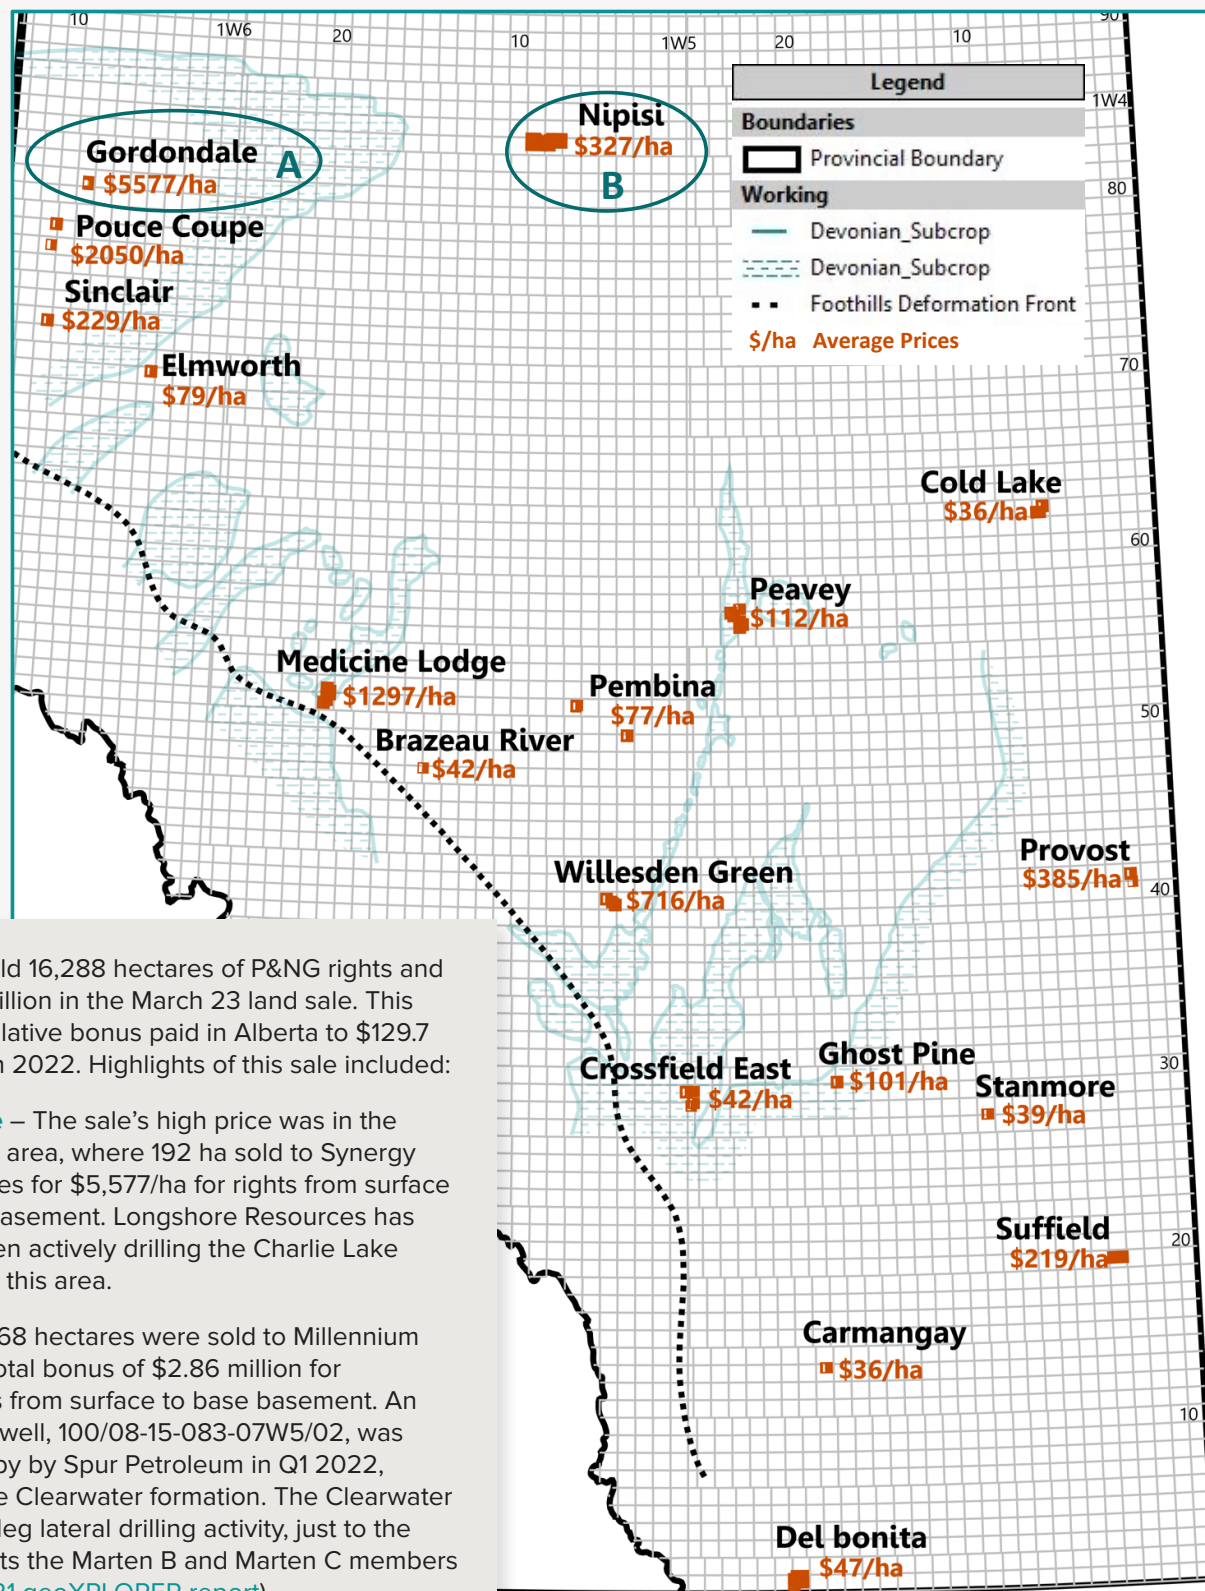 10
1W6
20
10
1W5
20
10
90
Legend
Boundaries
Provincial Boundary
Working
Devonian_Subcrop
Devonian_Subcrop
Foothills Deformation Front
$/ha Average Prices
1W4
80
70
60
50
40
30
20
10
Gordondale
$5577/ha
A
Nipisi
$327/ha
B
Pouce Coupe
$2050/ha
Sinclair
$229/ha
Elmworth
$79/ha
Cold Lake
$36/ha
Peavey
$112/ha
Medicine Lodge
$1297/ha
Pembina
$77/ha
Brazeau River
$42/ha
Willesden Green
$716/ha
Provost
$385/ha
Crossfield East
$42/ha
Ghost Pine
$101/ha
Stanmore
$39/ha
Suffield
$219/ha
Carmangay
$36/ha
Del bonita
$47/ha
ld 16,288 hectares of P&NG rights and
illion in the March 23 land sale. This
lative bonus paid in Alberta to $129.7
n 2022. Highlights of this sale included:
e – The sale's high price was in the
area, where 192 ha sold to Synergy
es for $5,577/ha for rights from surface
asement. Longshore Resources has
en actively drilling the Charlie Lake
this area.
68 hectares were sold to Millennium
otal bonus of $2.86 million for
s from surface to base basement. An
well, 100/08-15-083-07W5/02, was
by by Spur Petroleum in Q1 2022,
e Clearwater formation. The Clearwater
leg lateral drilling activity, just to the
ts the Marten B and Marten C members
21 geoXPLORER report)